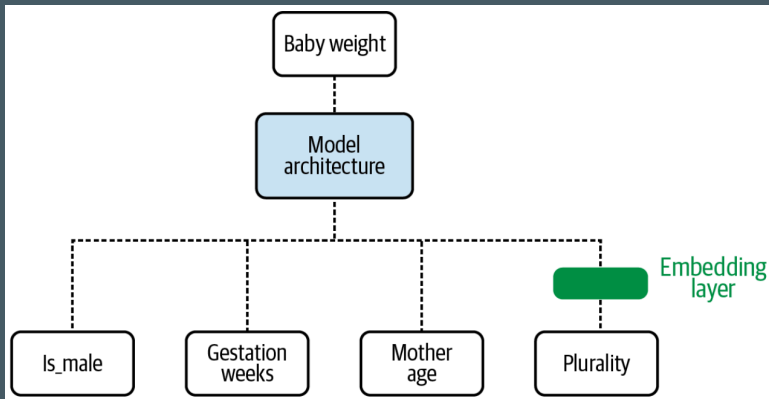 Baby weight
Model
architecture
Embedding
layer
Is_male
Gestation
weeks
Mother
age
Plurality